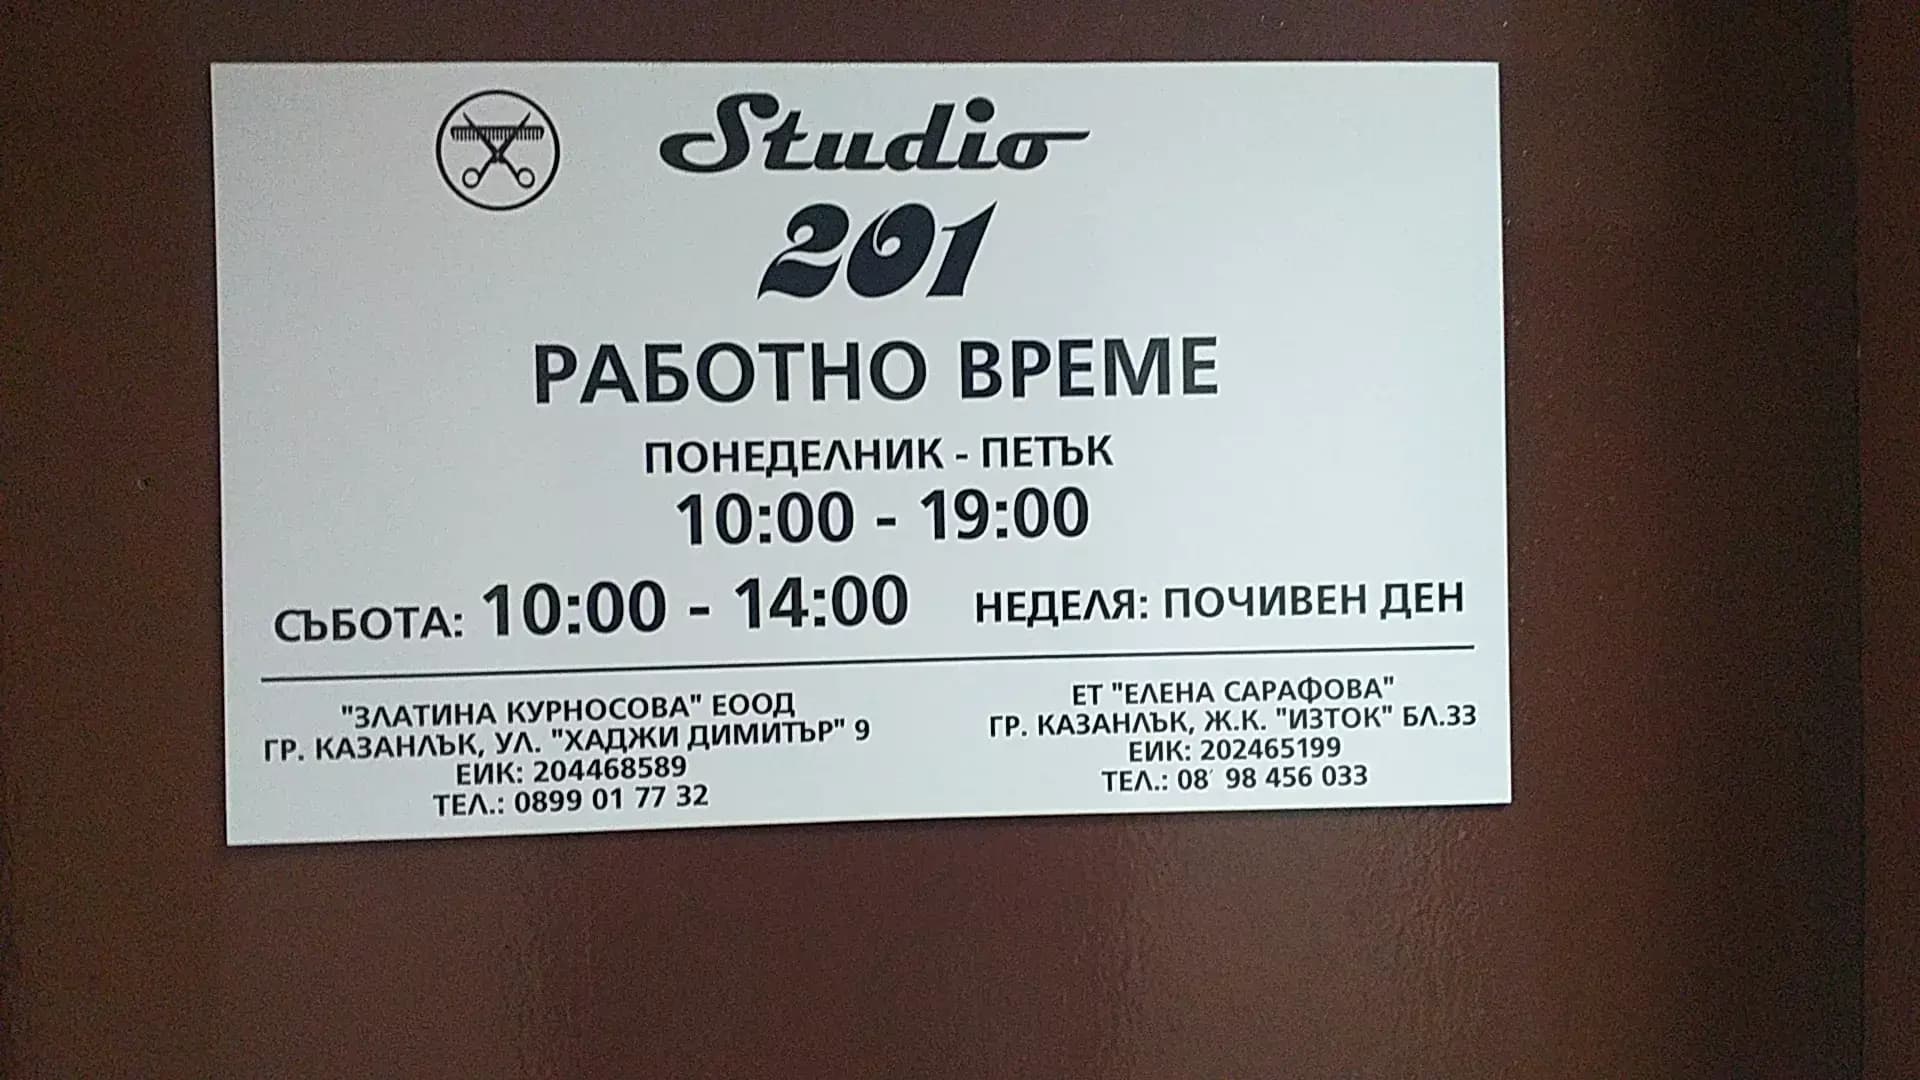 Studio
201
РАБОТНО ВРЕМЕ
ПОНЕДЕЛНИК - ПЕТЪК
10:00 - 19:00
СЪБОТА: 10:00 - 14:00 НЕДЕЛЯ: ПОЧИВЕН ДЕН
"ЗЛАТИНА КУРНОСОВА" ЕООД
ГР. КАЗАНЛЪК, УЛ. "ХАДЖИ ДИМИТЪР" 9
ЕИК: 204468589
ТЕЛ.: 0899 01 77 32
ЕТ "ЕЛЕНА САРАФОВА"
ГР. КАЗАНЛЪК, Ж.К. "ИЗТОК" БЛ.33
ЕИК: 202465199
ТЕЛ.: 08´ 98 456 033